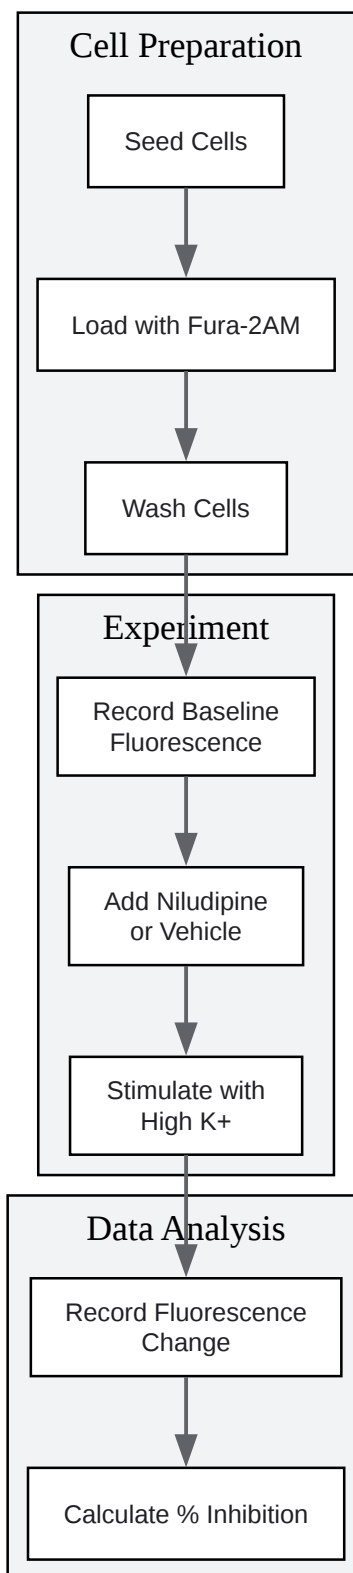 Cell Preparation
Seed Cells
Load with Fura-2AM
Wash Cells
Experiment
Record Baseline
Fluorescence
Add Niludipine
or Vehicle
Stimulate with
High K+
Data Analysis
Record Fluorescence
Change
Calculate % Inhibition